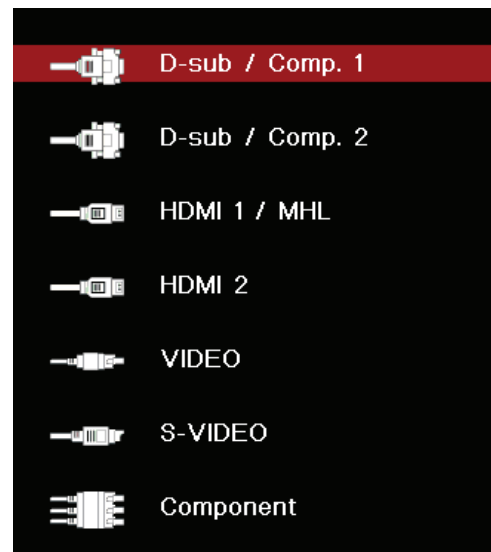 D-sub / Comp. 1
D-sub / Comp. 2
HDMI 1 / MHL
HDMI 2
VIDEO
S-VIDEO
Component